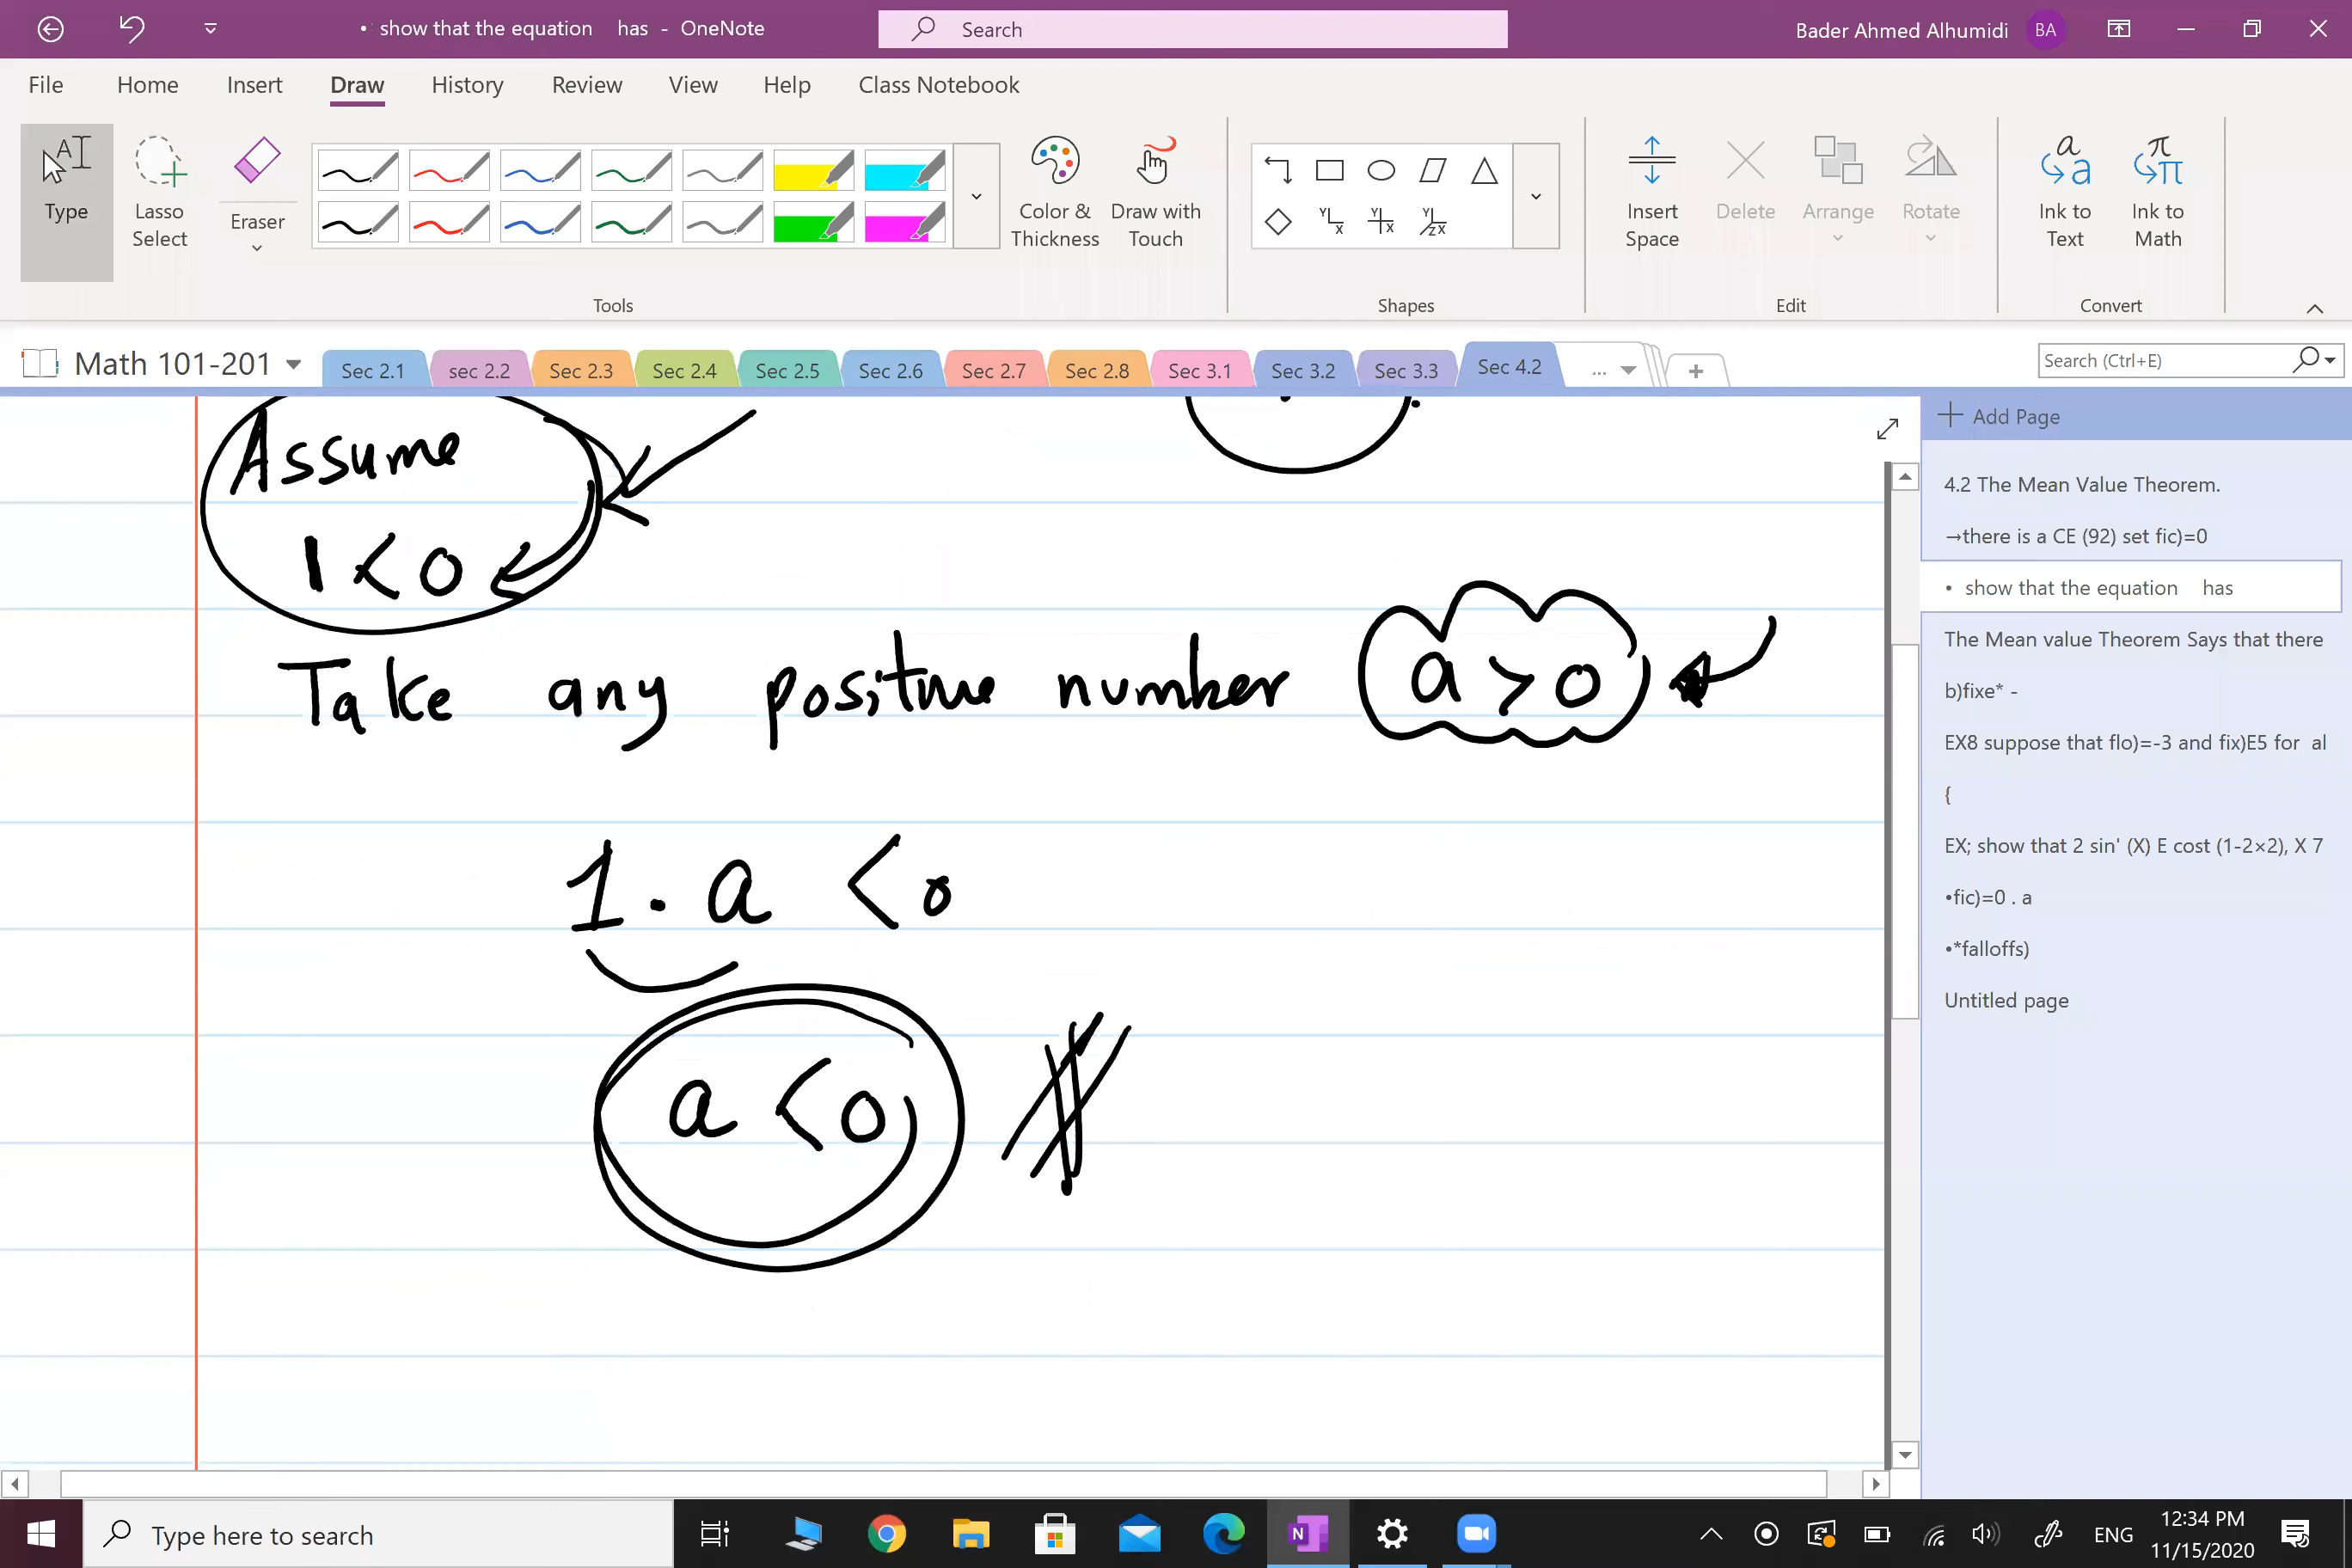 • show that the equation has - OneNote
Search
Bader Ahmed Alhumidi BA
File Home Insert Draw History Review View Help Class Notebook
Type
Lasso Select
Eraser
Color & Thickness
Draw with Touch
Insert Space
Delete
Arrange
Rotate
Ink to Text
Ink to Math
Tools Shapes Edit Convert
Math 101-201 Sec 2.1 sec 2.2 Sec 2.3 Sec 2.4 Sec 2.5 Sec 2.6 Sec 2.7 Sec 2.8 Sec 3.1 Sec 3.2 Sec 3.3 Sec 4.2 ... +
Search (Ctrl+E)
Assume
1 < 0
Take any positive number a > 0
1 . a < 0
a < 0
+ Add Page
4.2 The Mean Value Theorem.
→there is a CE (92) set fic)=0
• show that the equation has
The Mean value Theorem Says that there
b)fixe* -
EX8 suppose that flo)=-3 and fix)E5 for al
{
EX; show that 2 sin' (X) E cost (1-2×2), X 7
•fic)=0 . a
•*falloffs)
Untitled page
Type here to search
ENG
12:34 PM
11/15/2020